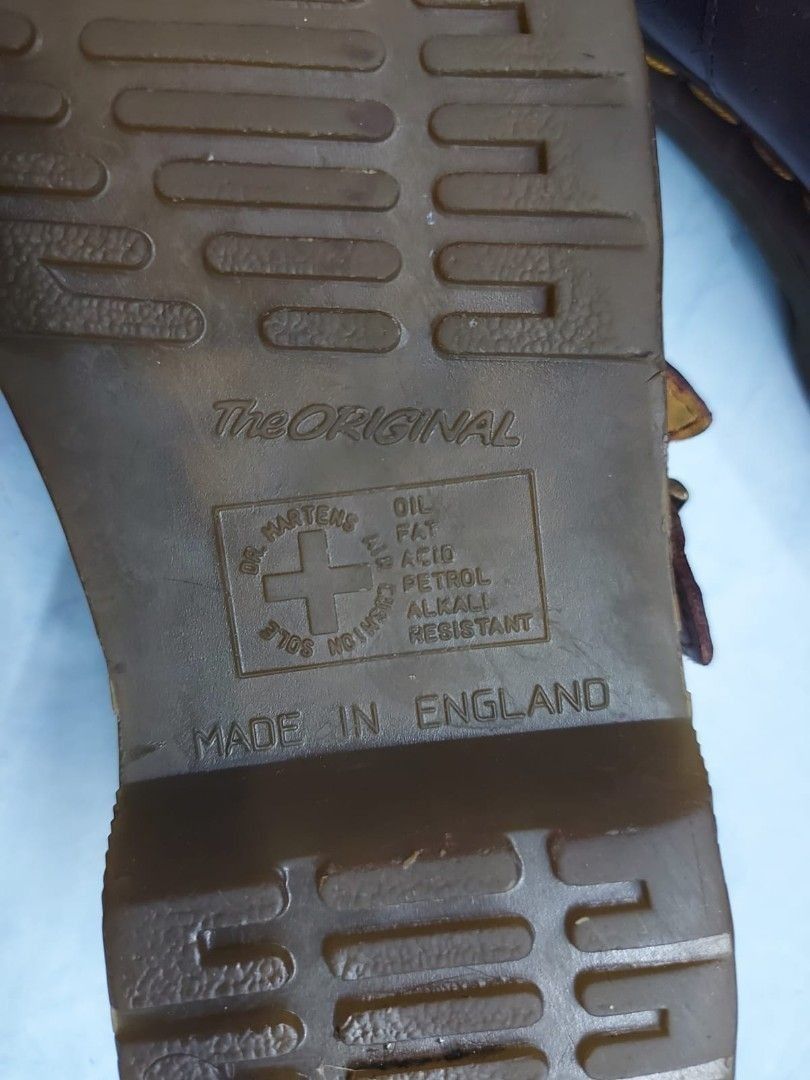 The ORIGINAL
DR. MARTENS AIR CUSHION SOLE
OIL
FAT
ACID
PETROL
ALKALI
RESISTANT
MADE IN ENGLAND